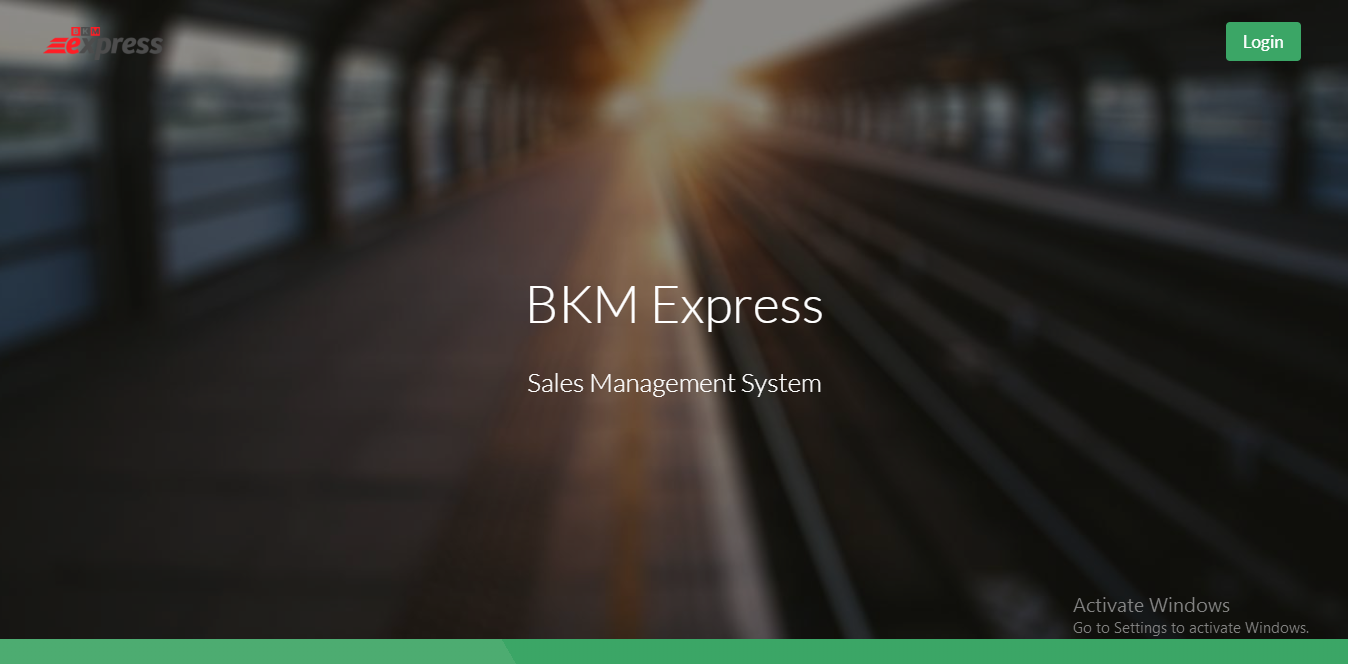 BKM
express
Login
BKM Express
Sales Management System
Activate Windows
Go to Settings to activate Windows.